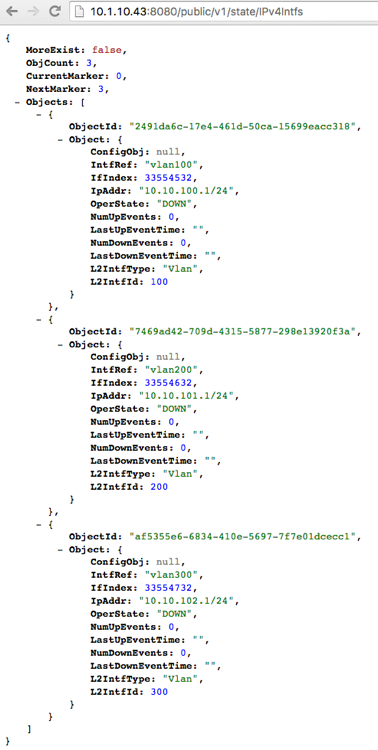 10.1.10.43:8080/public/v1/state/IPv4Intfs
{
MoreExist: false,
ObjCount: 3,
CurrentMarker: 0,
NextMarker: 3,
- Objects: [
- {
ObjectId: "2491da6c-17e4-461d-50ca-15699eacc318",
- Object: {
ConfigObj: null,
IntfRef: "vlan100",
IfIndex: 33554532,
IpAddr: "10.10.100.1/24",
OperState: "DOWN",
NumUpEvents: 0,
LastUpEventTime: "",
NumDownEvents: 0,
LastDownEventTime: "",
L2IntfType: "Vlan",
L2IntfId: 100
}
},
- {
ObjectId: "7469ad42-709d-4315-5877-298e13920f3a",
- Object: {
ConfigObj: null,
IntfRef: "vlan200",
IfIndex: 33554632,
IpAddr: "10.10.101.1/24",
OperState: "DOWN",
NumUpEvents: 0,
LastUpEventTime: "",
NumDownEvents: 0,
LastDownEventTime: "",
L2IntfType: "Vlan",
L2IntfId: 200
}
},
- {
ObjectId: "af5355e6-6834-410e-5697-7f7e01dcecc1",
- Object: {
ConfigObj: null,
IntfRef: "vlan300",
IfIndex: 33554732,
IpAddr: "10.10.102.1/24",
OperState: "DOWN",
NumUpEvents: 0,
LastUpEventTime: "",
NumDownEvents: 0,
LastDownEventTime: "",
L2IntfType: "Vlan",
L2IntfId: 300
}
}
]
}